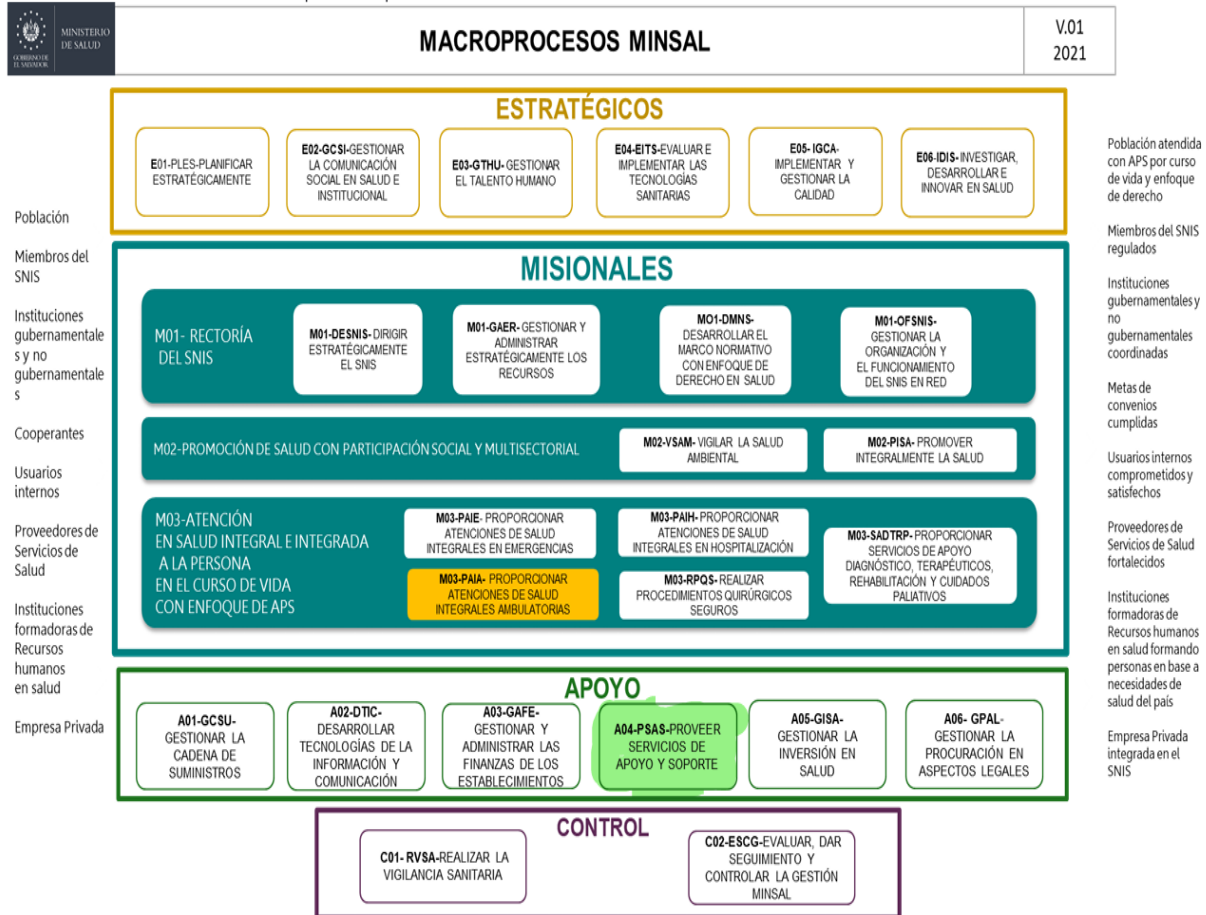 MINISTERIO
DE SALUD
GOBIERNO DE
EL SALVADOR
MACROPROCESOS MINSAL
V.01
2021
Población
Miembros del
SNIS
Instituciones
gubernamentale
s y no
gubernamentale
s
Cooperantes
Usuarios
internos
Proveedores de
Servicios de
Salud
Instituciones
formadoras de
Recursos
humanos
en salud
Empresa Privada
ESTRATÉGICOS
E01-PLES-PLANIFICAR
ESTRATÉGICAMENTE
E02-GCSI-GESTIONAR
LA COMUNICACIÓN
SOCIAL EN SALUD E
INSTITUCIONAL
E03-GTHU- GESTIONAR
EL TALENTO HUMANO
E04-EITS-EVALUAR E
IMPLEMENTAR LAS
TECNOLOGÍAS
SANITARIAS
E05- IGCA-
IMPLEMENTAR Y
GESTIONAR LA
CALIDAD
E06-IDIS- INVESTIGAR,
DESARROLLAR E
INNOVAR EN SALUD
MISIONALES
M01- RECTORÍA
DEL SNIS
M01-DESNIS- DIRIGIR
ESTRATÉGICAMENTE
EL SNIS
M01-GAER- GESTIONAR Y
ADMINISTRAR
ESTRATÉGICAMENTE LOS
RECURSOS
MO1-DMNS-
DESARROLLAR EL
MARCO NORMATIVO
CON ENFOQUE DE
DERECHO EN SALUD
M01-OFSNIS-
GESTIONAR LA
ORGANIZACIÓN Y
EL FUNCIONAMIENTO
DEL SNIS EN RED
M02-PROMOCIÓN DE SALUD CON PARTICIPACIÓN SOCIAL Y MULTISECTORIAL
M02-VSAM- VIGILAR LA SALUD
AMBIENTAL
M02-PISA- PROMOVER
INTEGRALMENTE LA SALUD
M03-ATENCIÓN
EN SALUD INTEGRAL E INTEGRADA
A LA PERSONA
EN EL CURSO DE VIDA
CON ENFOQUE DE APS
M03-PAIE- PROPORCIONAR
ATENCIONES DE SALUD
INTEGRALES EN EMERGENCIAS
M03-PAIH- PROPORCIONAR
ATENCIONES DE SALUD
INTEGRALES EN HOSPITALIZACIÓN
M03-SADTRP- PROPORCIONAR
SERVICIOS DE APOYO
DIAGNÓSTICO, TERAPÉUTICOS,
REHABILITACIÓN Y CUIDADOS
PALIATIVOS
M03-PAIA- PROPORCIONAR
ATENCIONES DE SALUD
INTEGRALES AMBULATORIAS
M03-RPQS- REALIZAR
PROCEDIMIENTOS QUIRÚRGICOS
SEGUROS
APOYO
A01-GCSU-
GESTIONAR LA
CADENA DE
SUMINISTROS
A02-DTIC-
DESARROLLAR
TECNOLOGÍAS DE LA
INFORMACIÓN Y
COMUNICACIÓN
A03-GAFE-
GESTIONAR Y
ADMINISTRAR LAS
FINANZAS DE LOS
ESTABLECIMIENTOS
A04-PSAS-PROVEER
SERVICIOS DE
APOYO Y SOPORTE
A05-GISA-
GESTIONAR LA
INVERSIÓN EN
SALUD
A06- GPAL-
GESTIONAR LA
PROCURACIÓN EN
ASPECTOS LEGALES
CONTROL
C01- RVSA-REALIZAR LA
VIGILANCIA SANITARIA
C02-ESCG-EVALUAR, DAR
SEGUIMIENTO Y
CONTROLAR LA GESTIÓN
MINSAL
Población atendida
con APS por curso
de vida y enfoque
de derecho
Miembros del SNIS
regulados
Instituciones
gubernamentales y
no
gubernamentales
coordinadas
Metas de
convenios
cumplidas
Usuarios internos
comprometidos y
satisfechos
Proveedores de
Servicios de Salud
fortalecidos
Instituciones
formadoras de
Recursos humanos
en salud formando
personas en base a
necesidades de
salud del país
Empresa Privada
integrada en el
SNIS